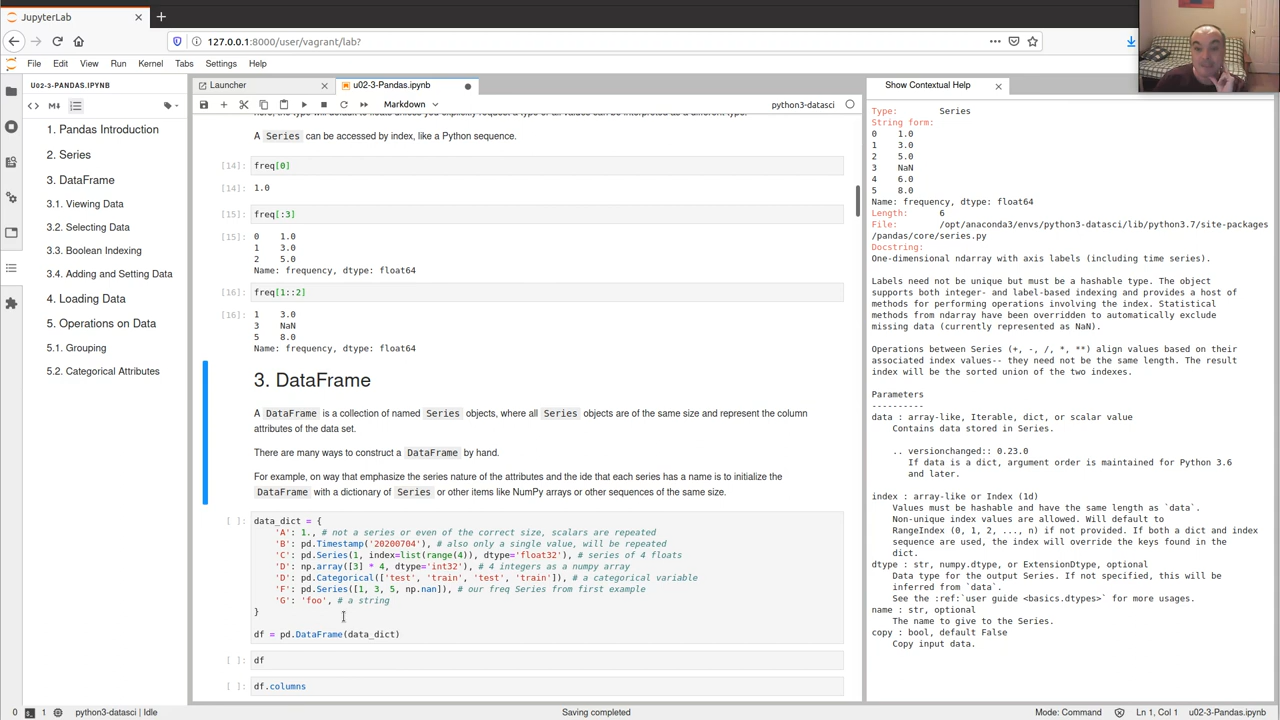 JupyterLab
127.0.0.1:8000/user/vagrant/lab?
File Edit View Run Kernel Tabs Settings Help
U02-3-PANDAS.IPYNB
1. Pandas Introduction
2. Series
3. DataFrame
3.1. Viewing Data
3.2. Selecting Data
3.3. Boolean Indexing
3.4. Adding and Setting Data
4. Loading Data
5. Operations on Data
5.1. Grouping
5.2. Categorical Attributes
Launcher
u02-3-Pandas.ipynb
Markdown
python3-datasci
A Series can be accessed by index, like a Python sequence.
[14]: freq[0]
[14]: 1.0
[15]: freq[:3]
[15]: 0 1.0
1 3.0
2 5.0
Name: frequency, dtype: float64
[16]: freq[1::2]
[16]: 1 3.0
3 NaN
5 8.0
Name: frequency, dtype: float64
3. DataFrame
A DataFrame is a collection of named Series objects, where all Series objects are of the same size and represent the column
attributes of the data set.
There are many ways to construct a DataFrame by hand.
For example, on way that emphasize the series nature of the attributes and the ide that each series has a name is to initialize the
DataFrame with a dictionary of Series or other items like NumPy arrays or other sequences of the same size.
[ ]: data_dict = {
'A': 1., # not a series or even of the correct size, scalars are repeated
'B': pd.Timestamp('20200704'), # also only a single value, will be repeated
'C': pd.Series(1, index=list(range(4)), dtype='float32'), # series of 4 floats
'D': np.array([3] * 4, dtype='int32'), # 4 integers as a numpy array
'D': pd.Categorical(['test', 'train', 'test', 'train']), # a categorical variable
'F': pd.Series([1, 3, 5, np.nan]), # our freq Series from first example
'G': 'foo', # a string
}
df = pd.DataFrame(data_dict)
[ ]: df
[ ]: df.columns
Show Contextual Help
Type: Series
String form:
0 1.0
1 3.0
2 5.0
3 NaN
4 6.0
5 8.0
Name: frequency, dtype: float64
Length: 6
File: /opt/anaconda3/envs/python3-datasci/lib/python3.7/site-packages
/pandas/core/series.py
Docstring:
One-dimensional ndarray with axis labels (including time series).
Labels need not be unique but must be a hashable type. The object
supports both integer- and label-based indexing and provides a host of
methods for performing operations involving the index. Statistical
methods from ndarray have been overridden to automatically exclude
missing data (currently represented as NaN).
Operations between Series (+, -, /, *, **) align values based on their
associated index values-- they need not be the same length. The result
index will be the sorted union of the two indexes.
Parameters
----------
data : array-like, Iterable, dict, or scalar value
Contains data stored in Series.
.. versionchanged:: 0.23.0
If data is a dict, argument order is maintained for Python 3.6
and later.
index : array-like or Index (1d)
Values must be hashable and have the same length as `data`.
Non-unique index values are allowed. Will default to
RangeIndex (0, 1, 2, ..., n) if not provided. If both a dict and index
sequence are used, the index will override the keys found in the
dict.
dtype : str, numpy.dtype, or ExtensionDtype, optional
Data type for the output Series. If not specified, this will be
inferred from `data`.
See the :ref:`user guide <basics.dtypes>` for more usages.
name : str, optional
The name to give to the Series.
copy : bool, default False
Copy input data.
0 1 python3-datasci | Idle
Saving completed
Mode: Command
Ln 1, Col 1
u02-3-Pandas.ipynb